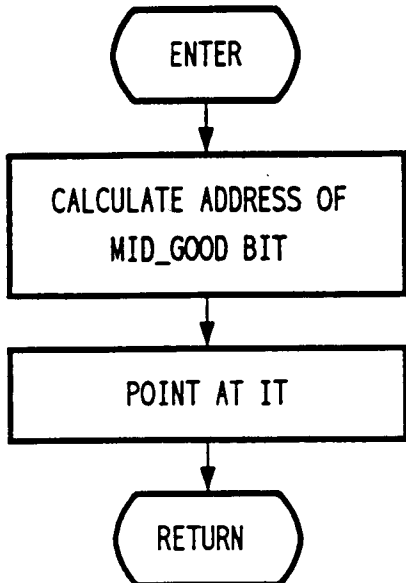 ENTER
CALCULATE ADDRESS OF
MID_GOOD BIT
POINT AT IT
RETURN